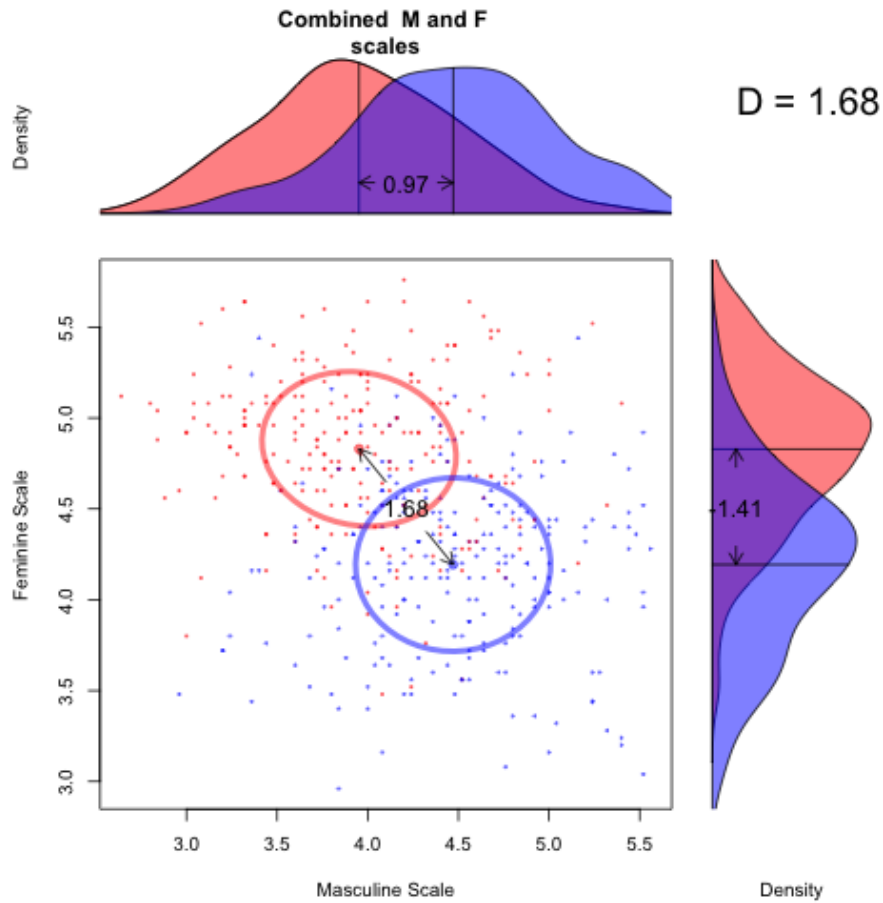 Combined M and F
scales
D = 1.68
Density
0.97
5.5
5.0
4.5
4.0
3.5
3.0
Feminine Scale
1.68
-1.41
3.0 3.5 4.0 4.5 5.0 5.5
Masculine Scale
Density